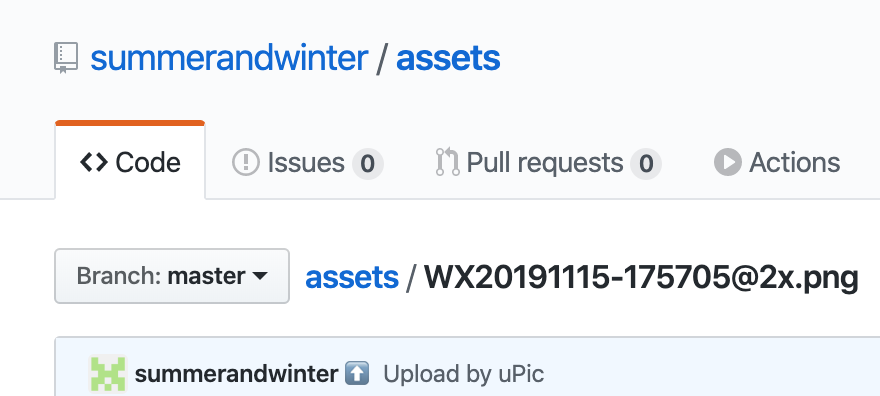 summerandwinter / assets
Code Issues 0 Pull requests 0 Actions
Branch: master assets / WX20191115-175705@2x.png
summerandwinter ⬆️ Upload by uPic